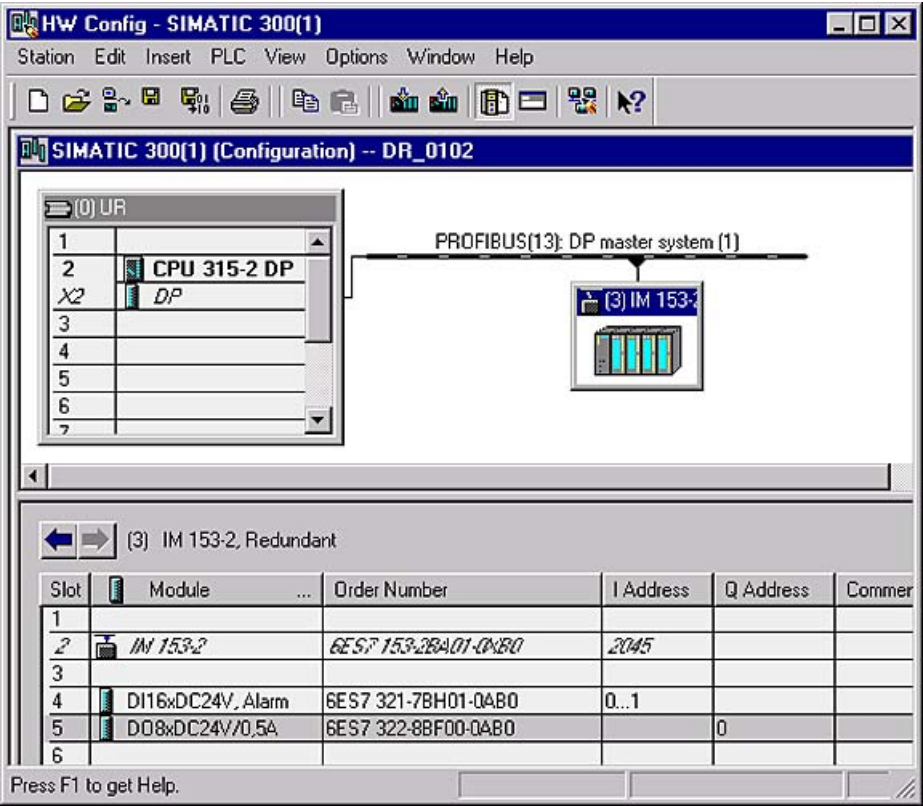 HW Config - SIMATIC 300(1)
Station Edit Insert PLC View Options Window Help
SIMATIC 300(1) (Configuration) -- DR_0102
(0) UR
1
2 CPU 315-2 DP
X2 DP
3
4
5
6
7
PROFIBUS(13): DP master system (1)
(3) IM 153-2
(3) IM 153-2, Redundant
Slot Module ... Order Number I Address Q Address Commer
1
2 IM 153-2 6ES7 153-2BA01-0XB0 2045
3
4 DI16xDC24V, Alarm 6ES7 321-7BH01-0AB0 0...1
5 DO8xDC24V/0,5A 6ES7 322-8BF00-0AB0 0
6
Press F1 to get Help.